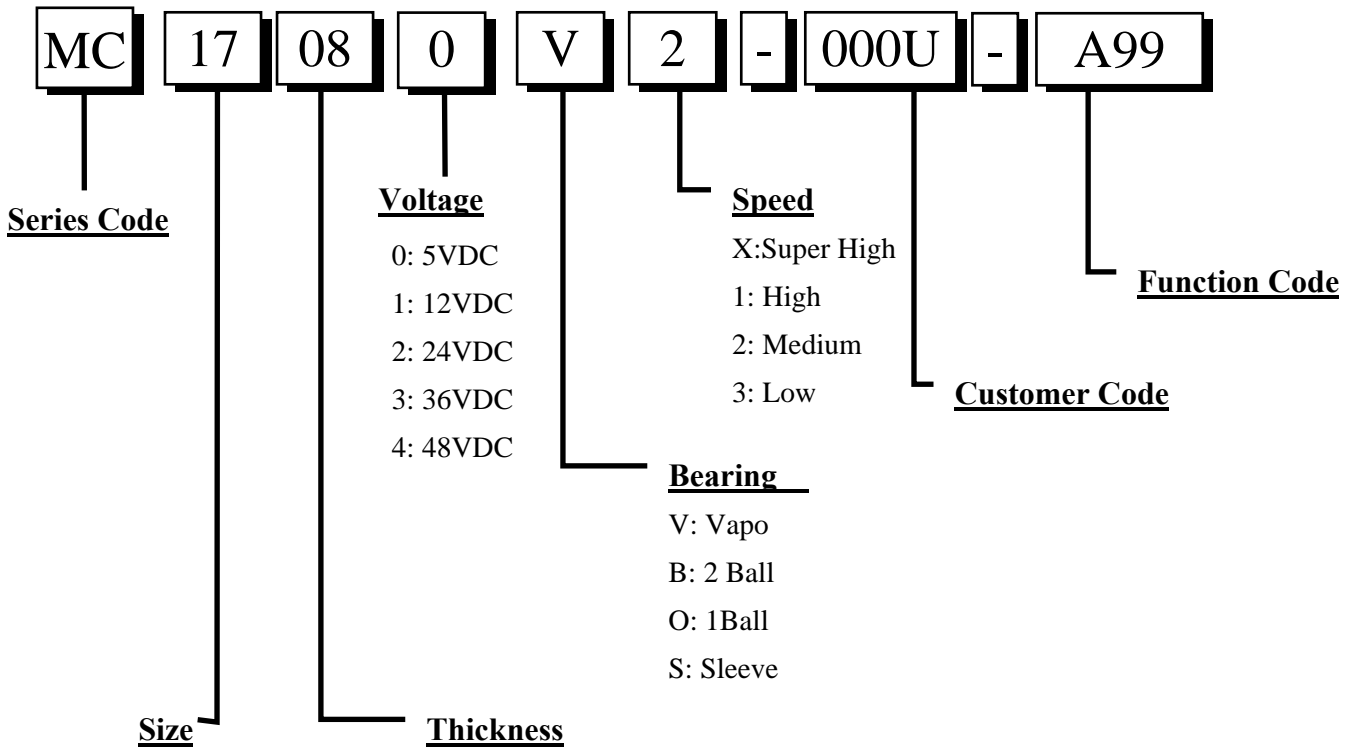 MC 17 08 0 V 2 - 000U - A99
Series Code
Voltage
0: 5VDC
1: 12VDC
2: 24VDC
3: 36VDC
4: 48VDC
Speed
X:Super High
1: High
2: Medium
3: Low
Function Code
Customer Code
Bearing
V: Vapo
B: 2 Ball
O: 1Ball
S: Sleeve
Size
Thickness